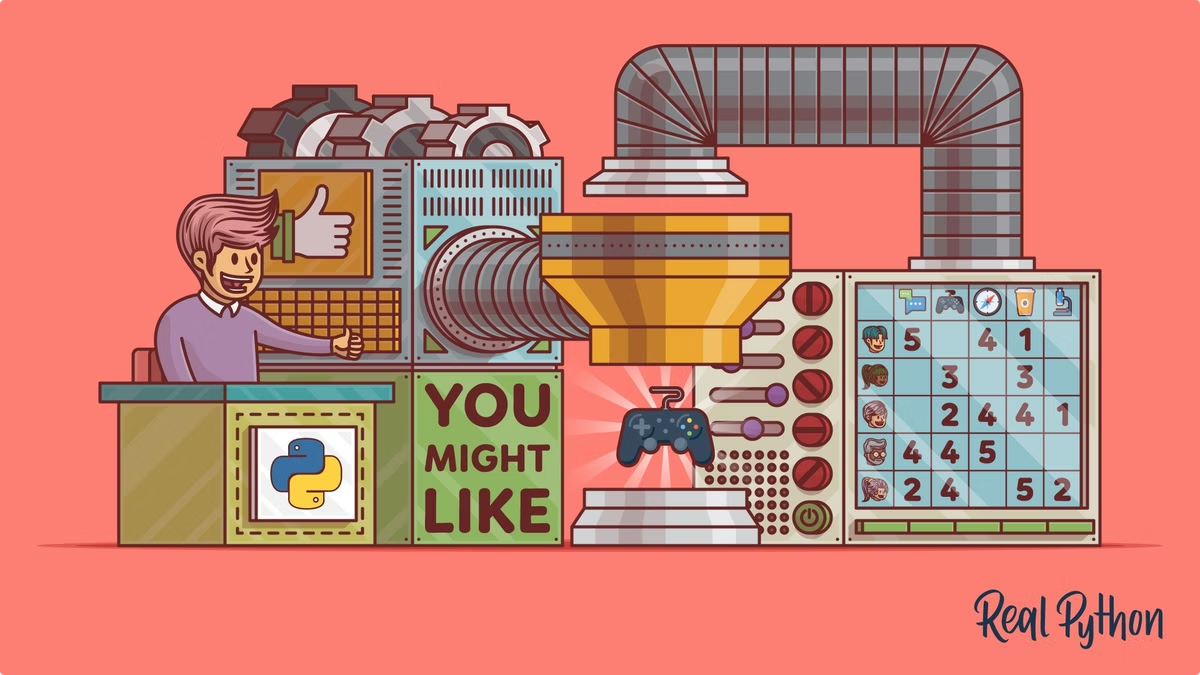 YOU
MIGHT
LIKE
5 4 1
3 3
2 4 4 1
4 4 5
2 4 5 2
Real Python